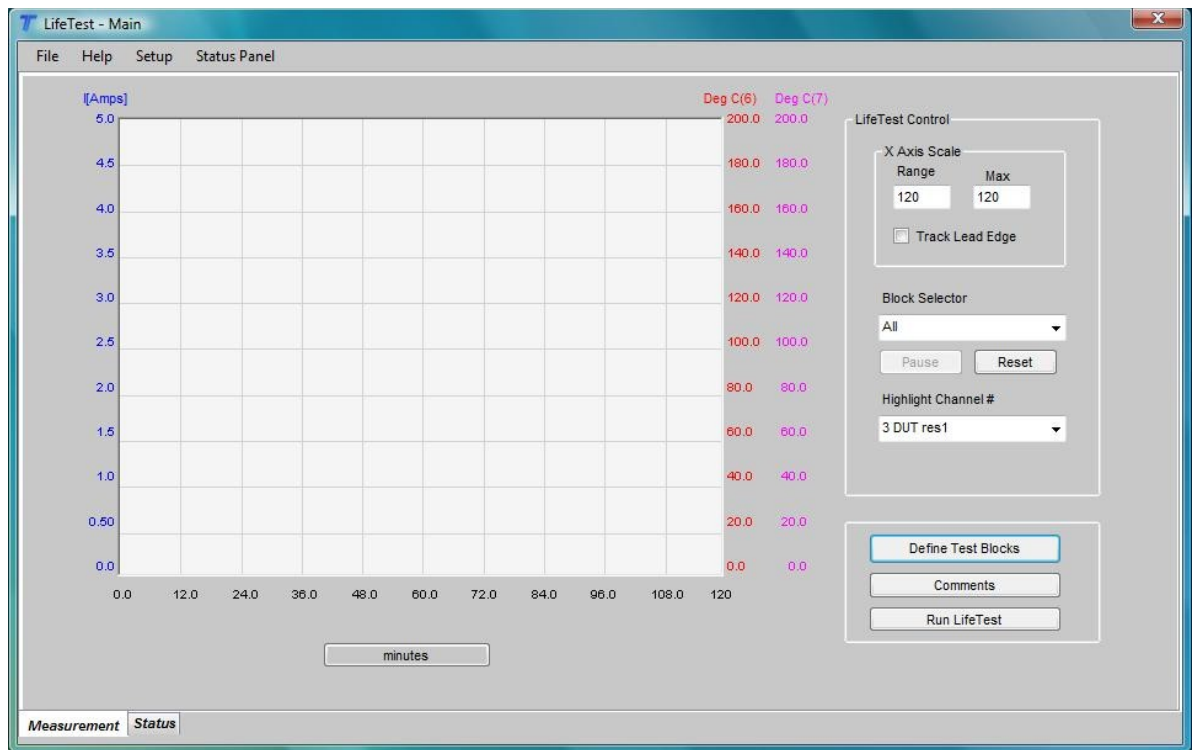 LifeTest - Main
File Help Setup Status Panel
I[Amps] Deg C(6) Deg C(7)
5.0 200.0 200.0
4.5 180.0 180.0
4.0 160.0 160.0
3.5 140.0 140.0
3.0 120.0 120.0
2.5 100.0 100.0
2.0 80.0 80.0
1.5 60.0 60.0
1.0 40.0 40.0
0.50 20.0 20.0
0.0 0.0 0.0
0.0 12.0 24.0 36.0 48.0 60.0 72.0 84.0 96.0 108.0 120
minutes
LifeTest Control
X Axis Scale
Range Max
120 120
Track Lead Edge
Block Selector
All
Pause Reset
Highlight Channel #
3 DUT res1
Define Test Blocks
Comments
Run LifeTest
Measurement Status